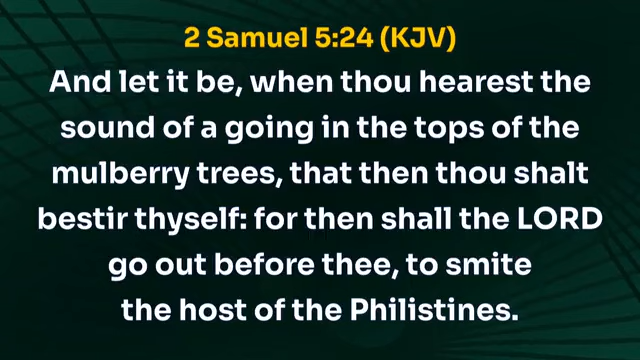 2 Samuel 5:24 (KJV)
And let it be, when thou hearest the
sound of a going in the tops of the
mulberry trees, that then thou shalt
bestir thyself: for then shall the LORD
go out before thee, to smite
the host of the Philistines.